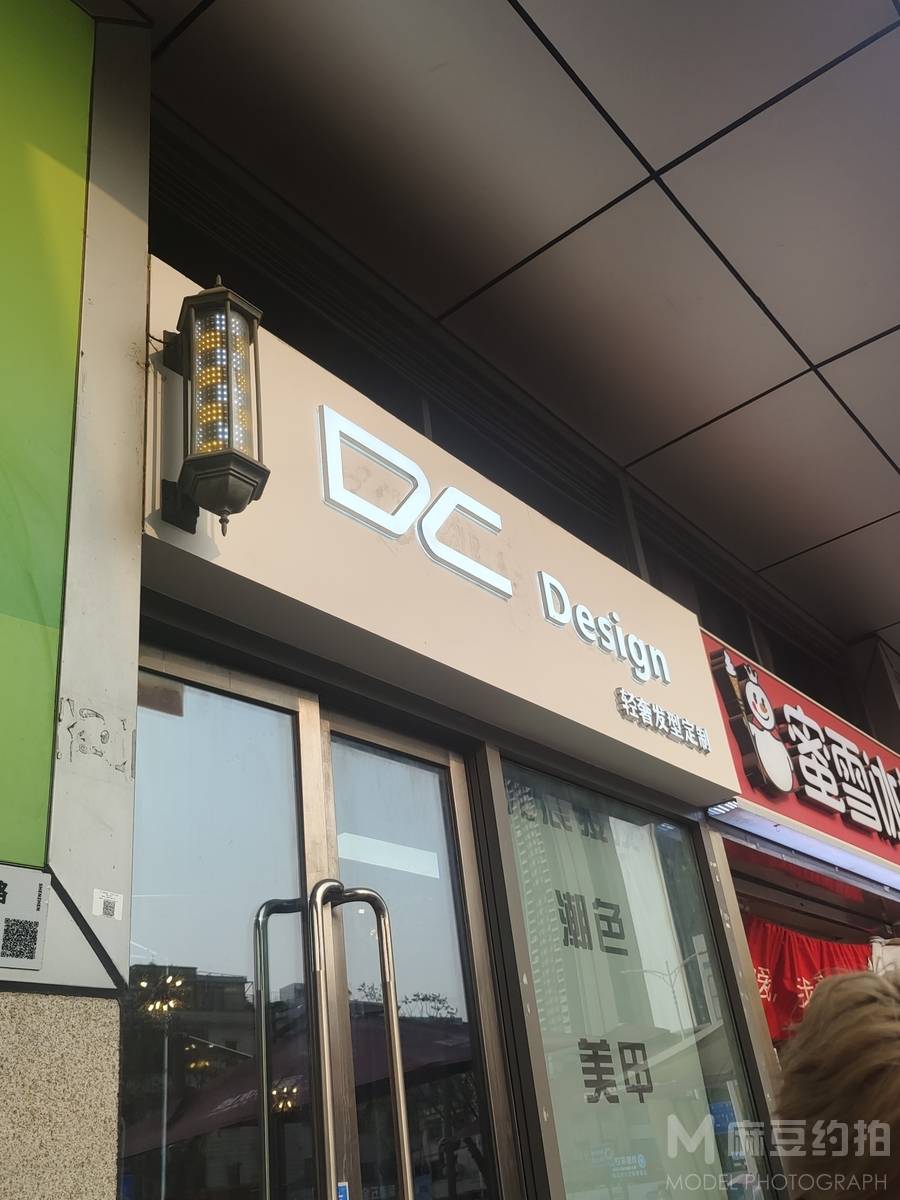 DC
Design
轻奢发型定制
蜜雪冰
潮色
美甲
SHENZHEN
M 麻豆约拍
MODEL PHOTOGRAPH